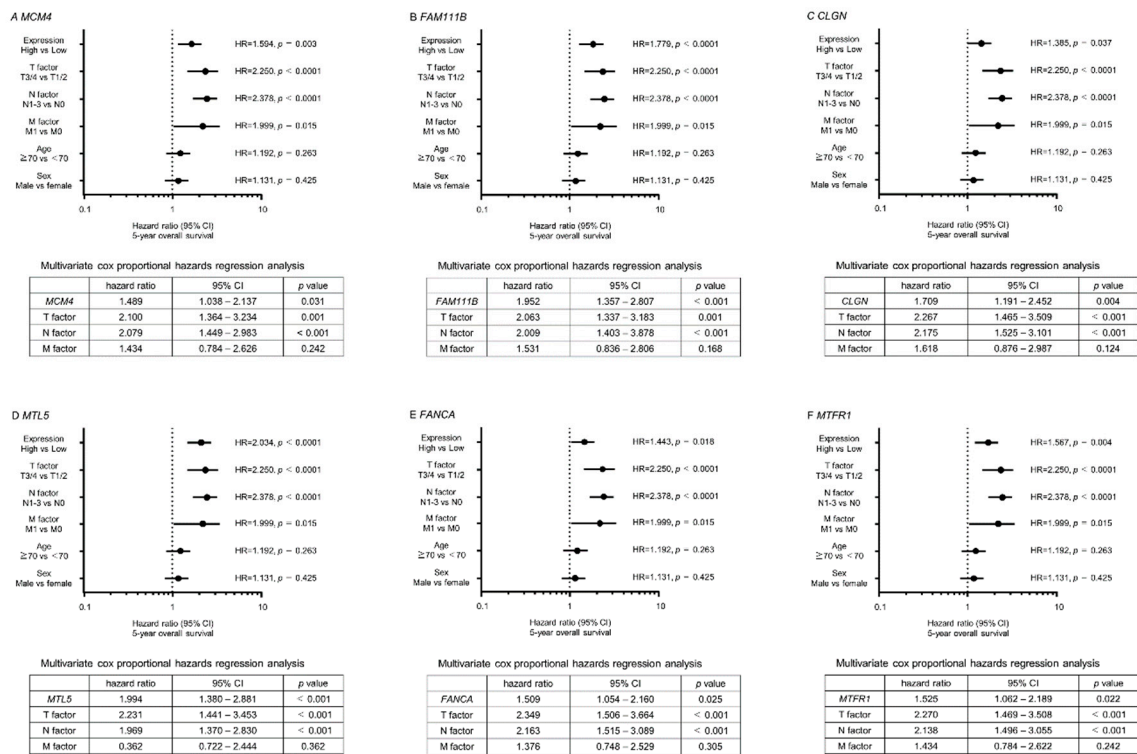 A MCM4
Expression
High vs Low
HR=1.594, p = 0.003
T factor
T3/4 vs T1/2
HR=2.250, p < 0.0001
N factor
N1-3 vs N0
HR=2.378, p < 0.0001
M factor
M1 vs M0
HR=1.999, p = 0.015
Age
≧70 vs <70
HR=1.192, p = 0.263
Sex
Male vs female
HR=1.131, p = 0.425
0.1 1 10
Hazard ratio (95% CI)
5-year overall survival
Multivariate cox proportional hazards regression analysis
hazard ratio 95% CI p value
MCM4 1.489 1.038 – 2.137 0.031
T factor 2.100 1.364 – 3.234 0.001
N factor 2.079 1.449 – 2.983 < 0.001
M factor 1.434 0.784 – 2.626 0.242
B FAM111B
Expression
High vs Low
HR=1.779, p < 0.0001
T factor
T3/4 vs T1/2
HR=2.250, p < 0.0001
N factor
N1-3 vs N0
HR=2.378, p < 0.0001
M factor
M1 vs M0
HR=1.999, p = 0.015
Age
≧70 vs <70
HR=1.192, p = 0.263
Sex
Male vs female
HR=1.131, p = 0.425
0.1 1 10
Hazard ratio (95% CI)
5-year overall survival
Multivariate cox proportional hazards regression analysis
hazard ratio 95% CI p value
FAM111B 1.952 1.357 – 2.807 < 0.001
T factor 2.063 1.337 – 3.183 0.001
N factor 2.009 1.403 – 3.878 < 0.001
M factor 1.531 0.836 – 2.806 0.168
C CLGN
Expression
High vs Low
HR=1.385, p = 0.037
T factor
T3/4 vs T1/2
HR=2.250, p < 0.0001
N factor
N1-3 vs N0
HR=2.378, p < 0.0001
M factor
M1 vs M0
HR=1.999, p = 0.015
Age
≧70 vs <70
HR=1.192, p = 0.263
Sex
Male vs female
HR=1.131, p = 0.425
0.1 1 10
Hazard ratio (95% CI)
5-year overall survival
Multivariate cox proportional hazards regression analysis
hazard ratio 95% CI p value
CLGN 1.709 1.191 – 2.452 0.004
T factor 2.267 1.465 – 3.509 < 0.001
N factor 2.175 1.525 – 3.101 < 0.001
M factor 1.618 0.876 – 2.987 0.124
D MTL5
Expression
High vs Low
HR=2.034, p < 0.0001
T factor
T3/4 vs T1/2
HR=2.250, p < 0.0001
N factor
N1-3 vs N0
HR=2.378, p < 0.0001
M factor
M1 vs M0
HR=1.999, p = 0.015
Age
≧70 vs <70
HR=1.192, p = 0.263
Sex
Male vs female
HR=1.131, p = 0.425
0.1 1 10
Hazard ratio (95% CI)
5-year overall survival
Multivariate cox proportional hazards regression analysis
hazard ratio 95% CI p value
MTL5 1.994 1.380 – 2.881 < 0.001
T factor 2.231 1.441 – 3.453 < 0.001
N factor 1.969 1.370 – 2.830 < 0.001
M factor 0.362 0.722 – 2.444 0.362
E FANCA
Expression
High vs Low
HR=1.443, p = 0.018
T factor
T3/4 vs T1/2
HR=2.250, p < 0.0001
N factor
N1-3 vs N0
HR=2.378, p < 0.0001
M factor
M1 vs M0
HR=1.999, p = 0.015
Age
≧70 vs <70
HR=1.192, p = 0.263
Sex
Male vs female
HR=1.131, p = 0.425
0.1 1 10
Hazard ratio (95% CI)
5-year overall survival
Multivariate cox proportional hazards regression analysis
hazard ratio 95% CI p value
FANCA 1.509 1.054 – 2.160 0.025
T factor 2.349 1.506 – 3.664 < 0.001
N factor 2.163 1.515 – 3.089 < 0.001
M factor 1.376 0.748 – 2.529 0.305
F MTFR1
Expression
High vs Low
HR=1.567, p = 0.004
T factor
T3/4 vs T1/2
HR=2.250, p < 0.0001
N factor
N1-3 vs N0
HR=2.378, p < 0.0001
M factor
M1 vs M0
HR=1.999, p = 0.015
Age
≧70 vs <70
HR=1.192, p = 0.263
Sex
Male vs female
HR=1.131, p = 0.425
0.1 1 10
Hazard ratio (95% CI)
5-year overall survival
Multivariate cox proportional hazards regression analysis
hazard ratio 95% CI p value
MTFR1 1.525 1.062 – 2.189 0.022
T factor 2.270 1.469 – 3.508 < 0.001
N factor 2.138 1.496 – 3.055 < 0.001
M factor 1.434 0.784 – 2.622 0.242